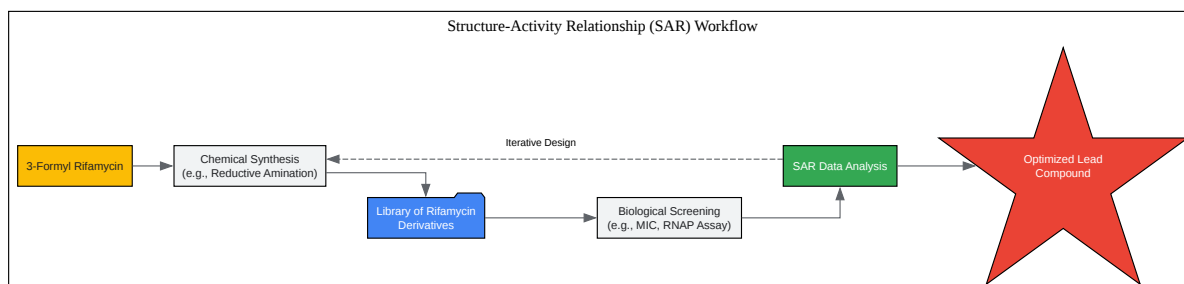 Structure-Activity Relationship (SAR) Workflow
Iterative Design
3-Formyl Rifamycin
Chemical Synthesis
(e.g., Reductive Amination)
SAR Data Analysis
Optimized Lead
Compound
Library of Rifamycin
Derivatives
Biological Screening
(e.g., MIC, RNAP Assay)